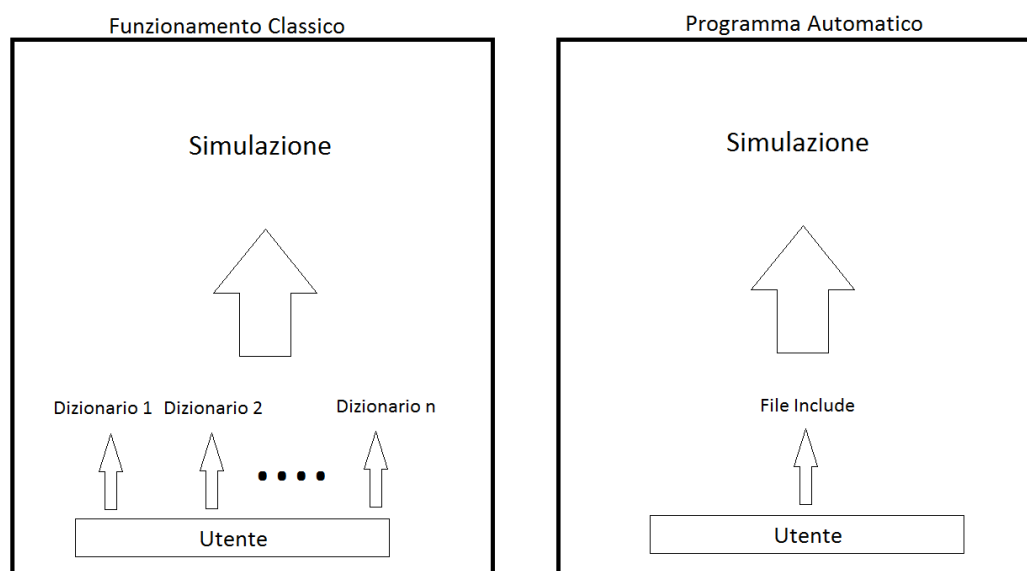 Funzionamento Classico
Simulazione
Dizionario 1 Dizionario 2 Dizionario n
Utente
Programma Automatico
Simulazione
File Include
Utente